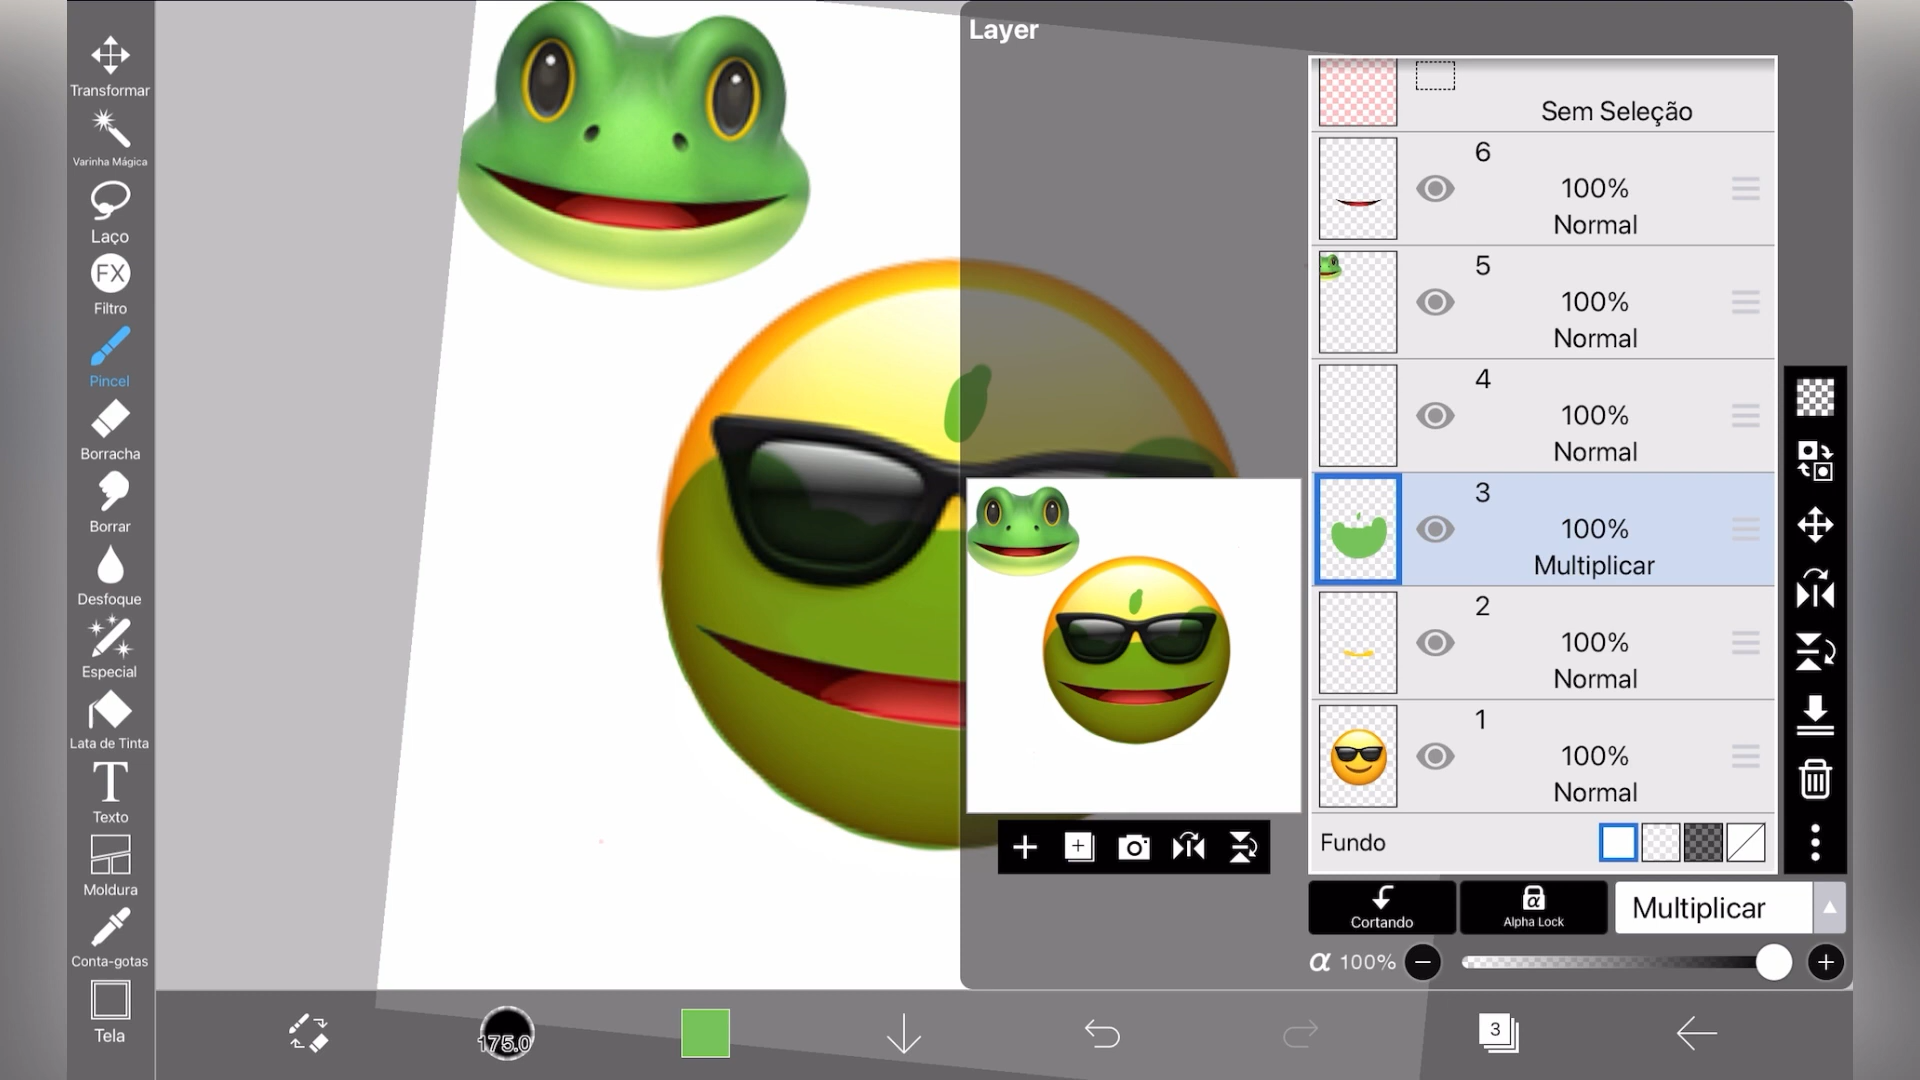 Layer
Transformar
Varinha Mágica
Laço
FX
Filtro
Pincel
Borracha
Borrar
Desfoque
Especial
Lata de Tinta
T
Texto
Moldura
Conta-gotas
Tela
Sem Seleção
6
100%
Normal
5
100%
Normal
4
100%
Normal
3
100%
Multiplicar
2
100%
Normal
1
100%
Normal
Fundo
Cortando
α
Alpha Lock
Multiplicar
α 100%
175.0
3